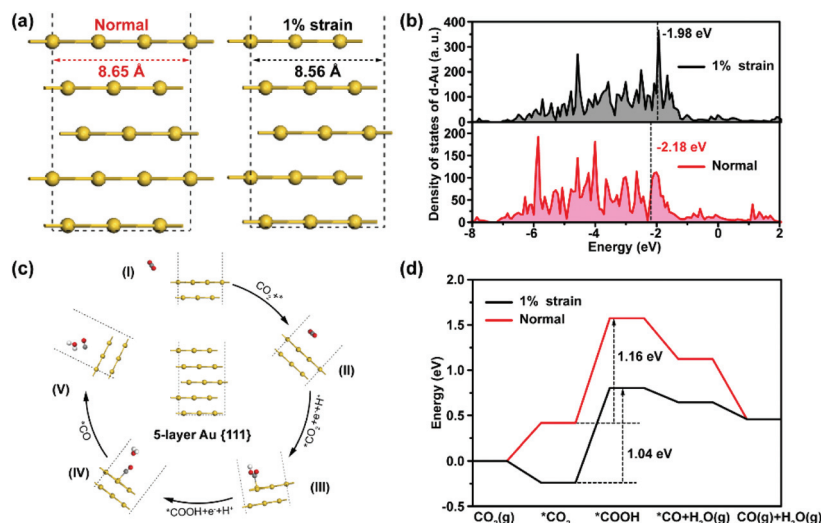 (a)
Normal
1% strain
8.65 Å
8.56 Å
(b)
Density of states of d-Au (a. u.)
400
300
200
100
0
200
150
100
50
0
-1.98 eV
1% strain
-2.18 eV
Normal
-8 -6 -4 -2 0 2
Energy (eV)
(c)
(I)
CO₂+*
(II)
*CO₂+e⁻+H⁺
(III)
*COOH+e⁻+H⁺
(IV)
*CO
(V)
5-layer Au {111}
(d)
Energy (eV)
2.0
1.5
1.0
0.5
0.0
-0.5
1% strain
Normal
1.16 eV
1.04 eV
CO₂(g) *CO₂ *COOH *CO+H₂O(g) CO(g)+H₂O(g)